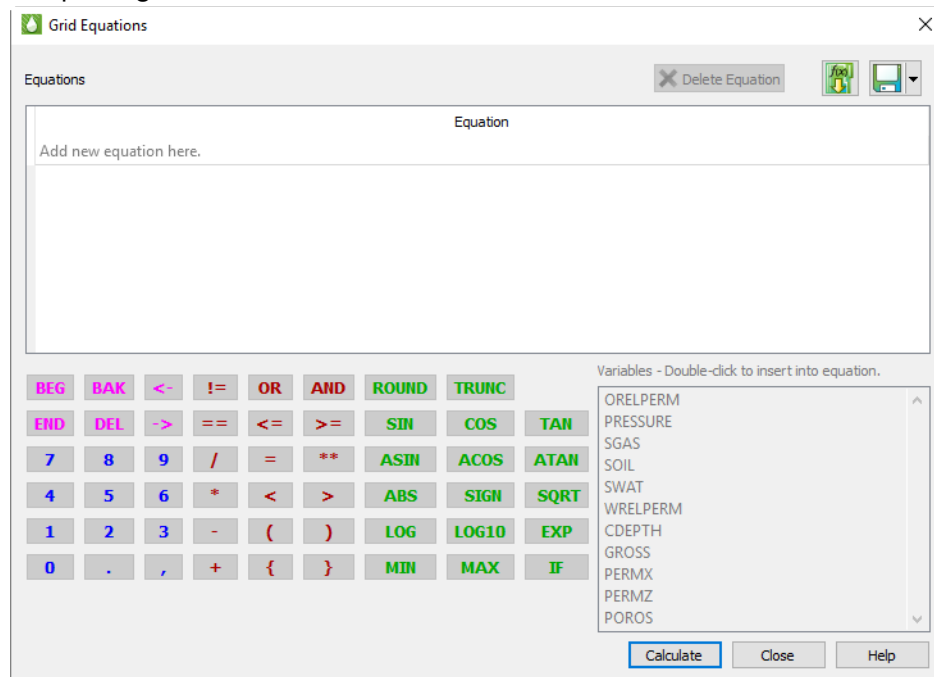 Grid Equations
Equations
Delete Equation
f(x)
Equation
Add new equation here.
BEG BAK <- != OR AND ROUND TRUNC
END DEL -> == <= >= SIN COS TAN
7 8 9 / = ** ASIN ACOS ATAN
4 5 6 * < > ABS SIGN SQRT
1 2 3 - ( ) LOG LOG10 EXP
0 . , + { } MIN MAX IF
Variables - Double-click to insert into equation.
ORELPERM
PRESSURE
SGAS
SOIL
SWAT
WRELPERM
CDEPTH
GROSS
PERMX
PERMZ
POROS
Calculate Close Help